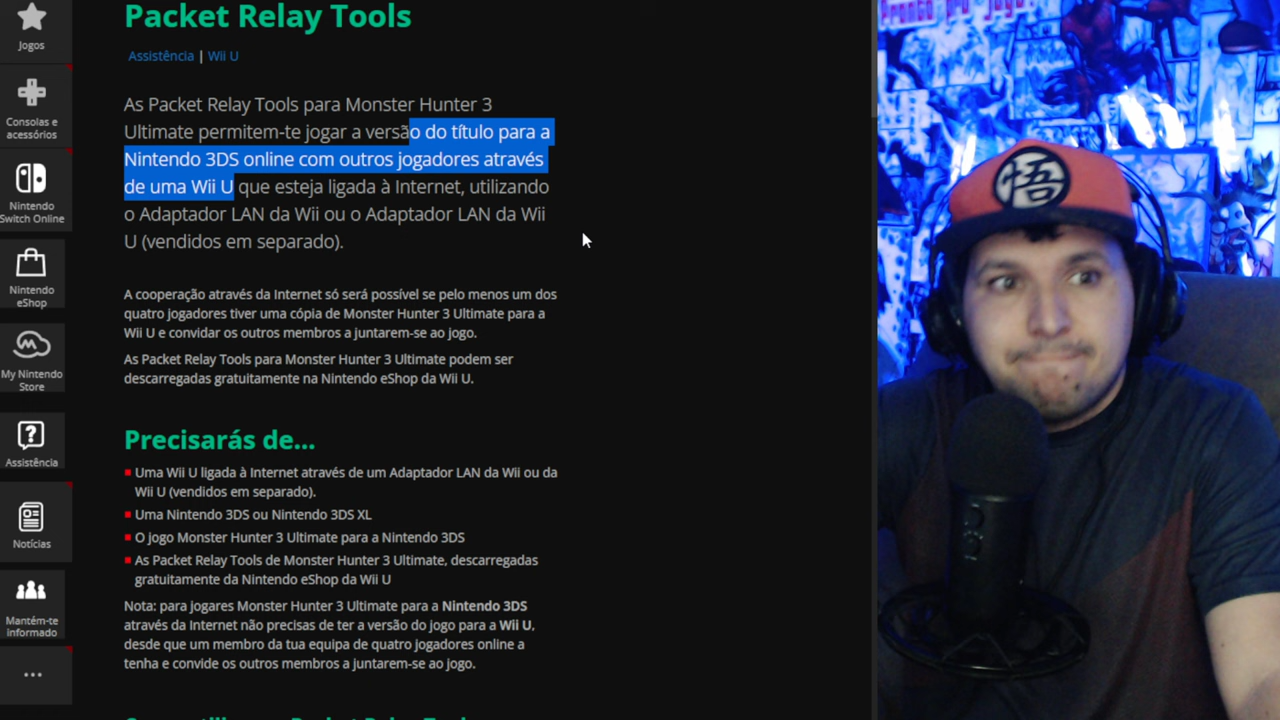 Packet Relay Tools
Assistência | Wii U
As Packet Relay Tools para Monster Hunter 3
Ultimate permitem-te jogar a versão do título para a
Nintendo 3DS online com outros jogadores através
de uma Wii U que esteja ligada à Internet, utilizando
o Adaptador LAN da Wii ou o Adaptador LAN da Wii
U (vendidos em separado).
A cooperação através da Internet só será possível se pelo menos um dos
quatro jogadores tiver uma cópia de Monster Hunter 3 Ultimate para a
Wii U e convidar os outros membros a juntarem-se ao jogo.
As Packet Relay Tools para Monster Hunter 3 Ultimate podem ser
descarregadas gratuitamente na Nintendo eShop da Wii U.
Precisarás de...
Uma Wii U ligada à Internet através de um Adaptador LAN da Wii ou da
Wii U (vendidos em separado).
Uma Nintendo 3DS ou Nintendo 3DS XL
O jogo Monster Hunter 3 Ultimate para a Nintendo 3DS
As Packet Relay Tools de Monster Hunter 3 Ultimate, descarregadas
gratuitamente da Nintendo eShop da Wii U
Nota: para jogares Monster Hunter 3 Ultimate para a Nintendo 3DS
através da Internet não precisas de ter a versão do jogo para a Wii U,
desde que um membro da tua equipa de quatro jogadores online a
tenha e convide os outros membros a juntarem-se ao jogo.
Jogos
Consolas e
acessórios
Nintendo
Switch Online
Nintendo
eShop
My Nintendo
Store
Assistência
Notícias
Mantém-te
informado
...
悟